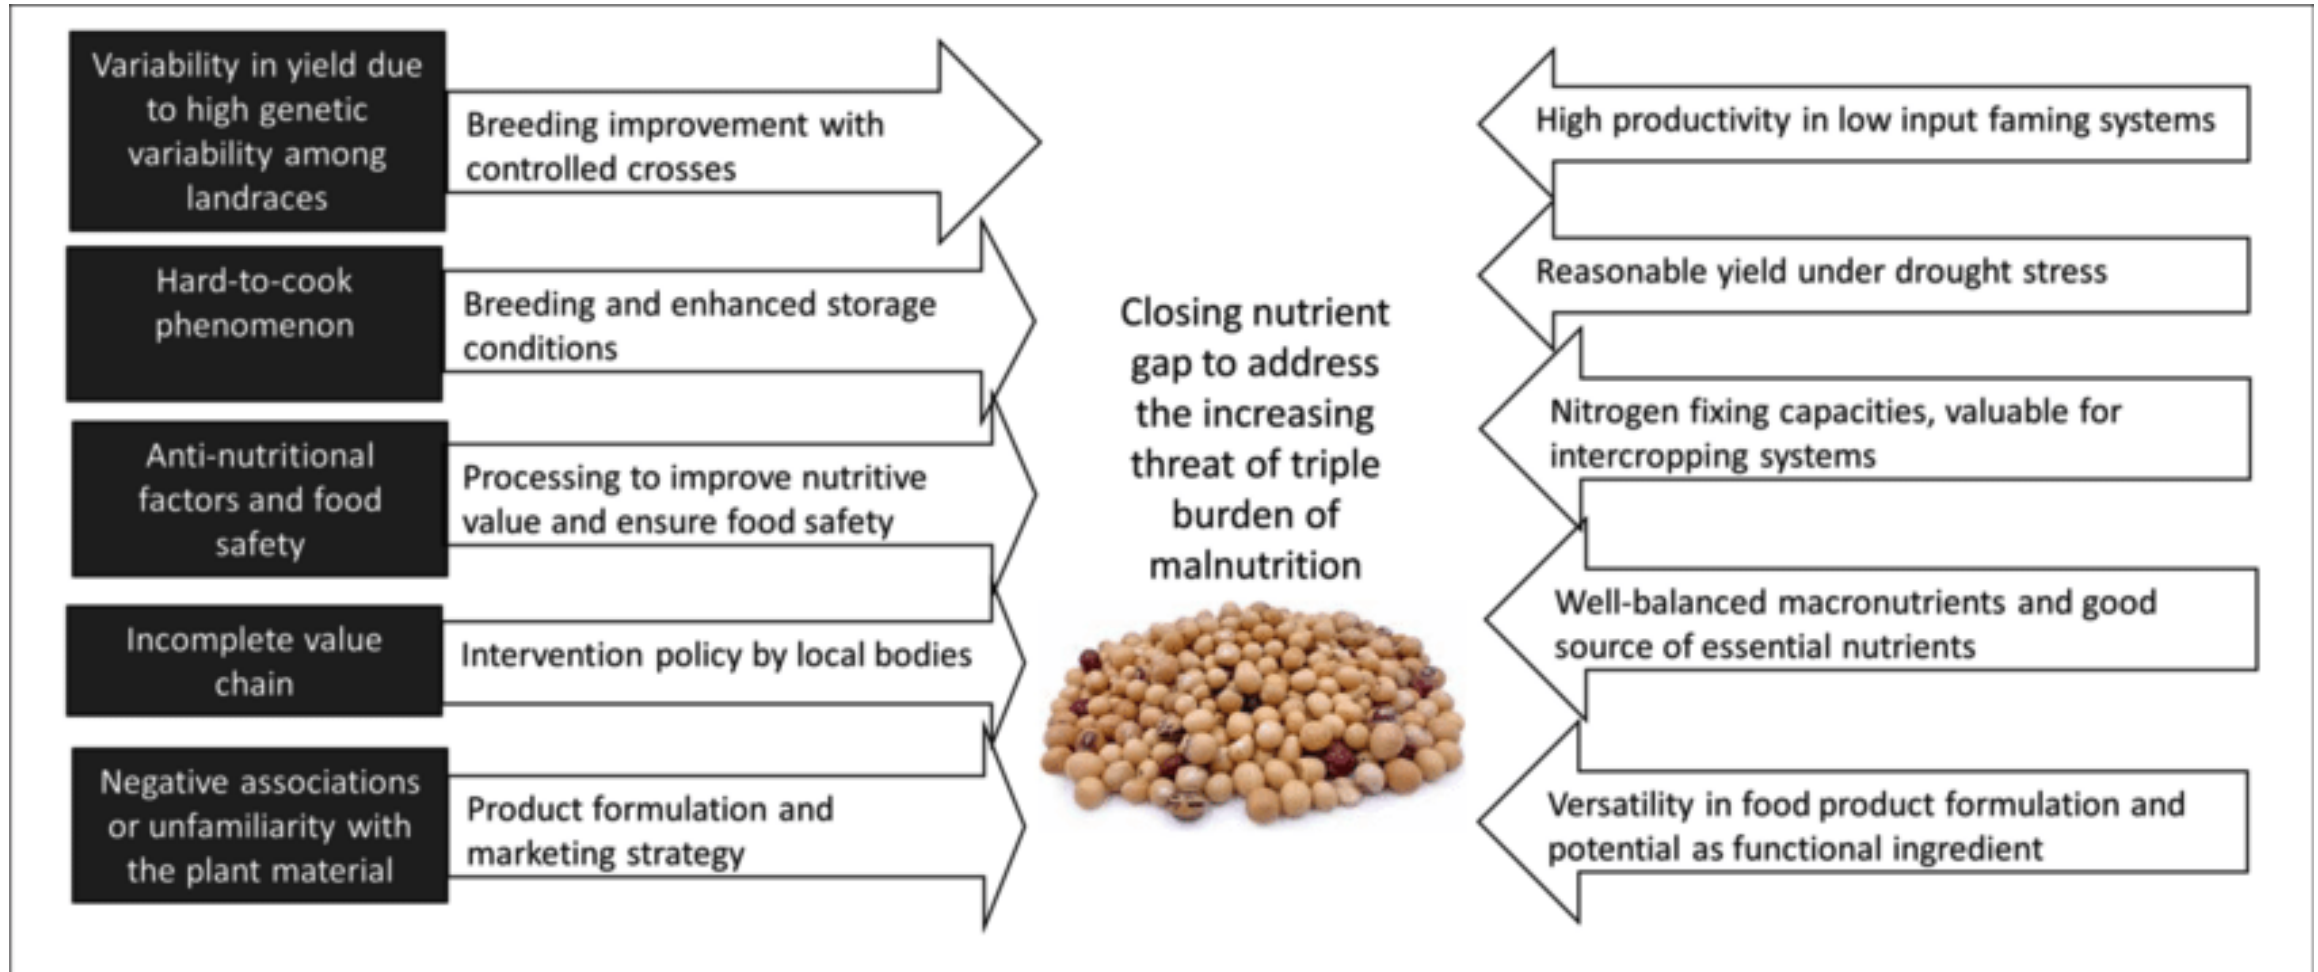 Variability in yield due
to high genetic
variability among
landraces
Breeding improvement with
controlled crosses
Hard-to-cook
phenomenon
Breeding and enhanced storage
conditions
Anti-nutritional
factors and food
safety
Processing to improve nutritive
value and ensure food safety
Incomplete value
chain
Intervention policy by local bodies
Negative associations
or unfamiliarity with
the plant material
Product formulation and
marketing strategy
Closing nutrient
gap to address
the increasing
threat of triple
burden of
malnutrition
High productivity in low input faming systems
Reasonable yield under drought stress
Nitrogen fixing capacities, valuable for
intercropping systems
Well-balanced macronutrients and good
source of essential nutrients
Versatility in food product formulation and
potential as functional ingredient